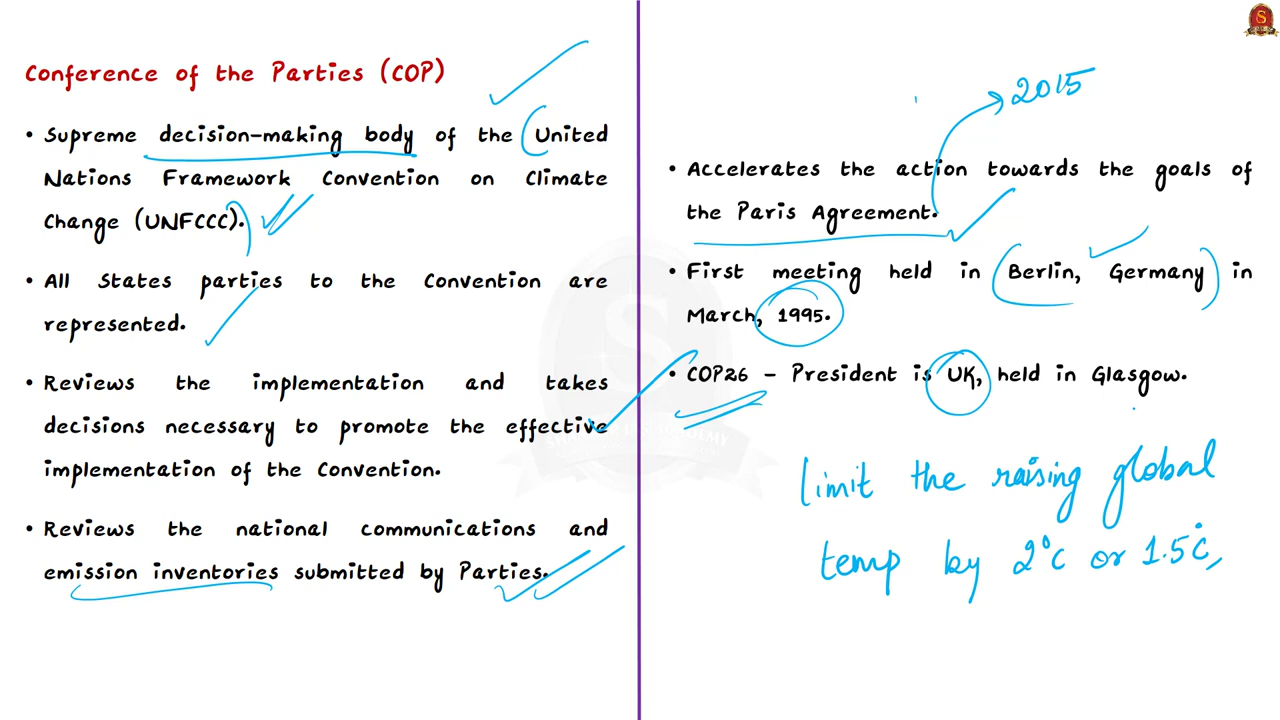 Conference of the Parties (COP)
• Supreme decision-making body of the United
Nations Framework Convention on Climate
Change (UNFCCC).
• All States parties to the Convention are
represented.
• Reviews the implementation and takes
decisions necessary to promote the effective
implementation of the Convention.
• Reviews the national communications and
emission inventories submitted by Parties.
2015
• Accelerates the action towards the goals of
the Paris Agreement.
• First meeting held in Berlin, Germany in
March, 1995.
• COP26 – President is UK, held in Glasgow.
limit the raising global
temp by 2°c or 1.5°c,